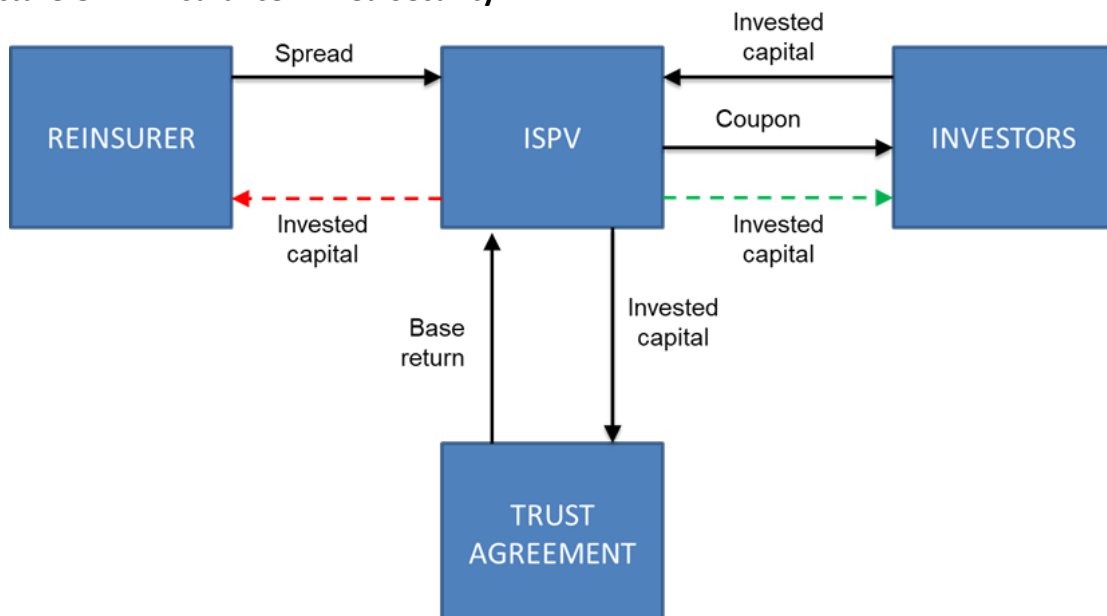 Spread
Invested
capital
REINSURER
ISPV
Coupon
INVESTORS
Invested
capital
Invested
capital
Base
return
Invested
capital
TRUST
AGREEMENT